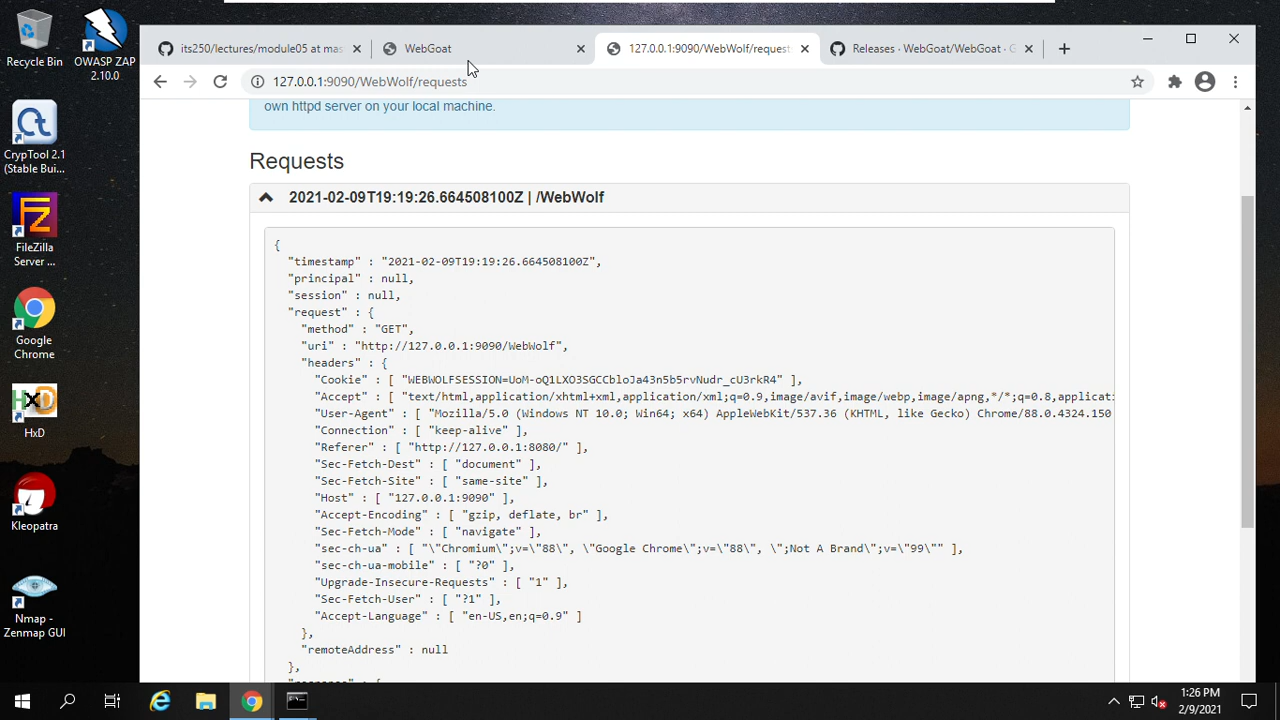 Recycle Bin
OWASP ZAP
2.10.0
CrypTool 2.1
(Stable Bui...
FileZilla
Server ...
Google
Chrome
HxD
Kleopatra
Nmap -
Zenmap GUI
its250/lectures/module05 at mas
WebGoat
127.0.0.1:9090/WebWolf/request
Releases · WebGoat/WebGoat · G
127.0.0.1:9090/WebWolf/requests
own httpd server on your local machine.
Requests
2021-02-09T19:19:26.664508100Z | /WebWolf
{
"timestamp" : "2021-02-09T19:19:26.664508100Z",
"principal" : null,
"session" : null,
"request" : {
"method" : "GET",
"uri" : "http://127.0.0.1:9090/WebWolf",
"headers" : {
"Cookie" : [ "WEBWOLFSESSION=UoM-oQ1LXO3SGCCbloJa43n5b5rvNudr_cU3rkR4" ],
"Accept" : [ "text/html,application/xhtml+xml,application/xml;q=0.9,image/avif,image/webp,image/apng,*/*;q=0.8,applicati
"User-Agent" : [ "Mozilla/5.0 (Windows NT 10.0; Win64; x64) AppleWebKit/537.36 (KHTML, like Gecko) Chrome/88.0.4324.150
"Connection" : [ "keep-alive" ],
"Referer" : [ "http://127.0.0.1:8080/" ],
"Sec-Fetch-Dest" : [ "document" ],
"Sec-Fetch-Site" : [ "same-site" ],
"Host" : [ "127.0.0.1:9090" ],
"Accept-Encoding" : [ "gzip, deflate, br" ],
"Sec-Fetch-Mode" : [ "navigate" ],
"sec-ch-ua" : [ "\"Chromium\";v=\"88\", \"Google Chrome\";v=\"88\", \";Not A Brand\";v=\"99\"" ],
"sec-ch-ua-mobile" : [ "?0" ],
"Upgrade-Insecure-Requests" : [ "1" ],
"Sec-Fetch-User" : [ "?1" ],
"Accept-Language" : [ "en-US,en;q=0.9" ]
},
"remoteAddress" : null
},
1:26 PM
2/9/2021